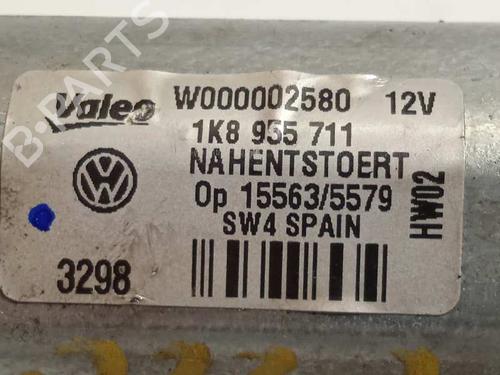 Valeo W000002580 12V
1K8 955 711
NAHENTSTOERT
Op 15563/5579
SW4 SPAIN
HW02
3298
B-PARTS